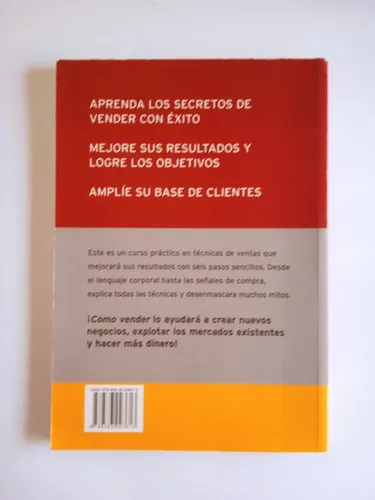 APRENDA LOS SECRETOS DE
VENDER CON ÉXITO
MEJORE SUS RESULTADOS Y
LOGRE LOS OBJETIVOS
AMPLÍE SU BASE DE CLIENTES
Este es un curso práctico en técnicas de ventas que
mejorará sus resultados con seis pasos sencillos. Desde
el lenguaje corporal hasta las señales de compra,
explica todas las técnicas y desenmascara muchos mitos.
¡Cómo vender lo ayudará a crear nuevos
negocios, explotar los mercados existentes
y hacer más dinero!